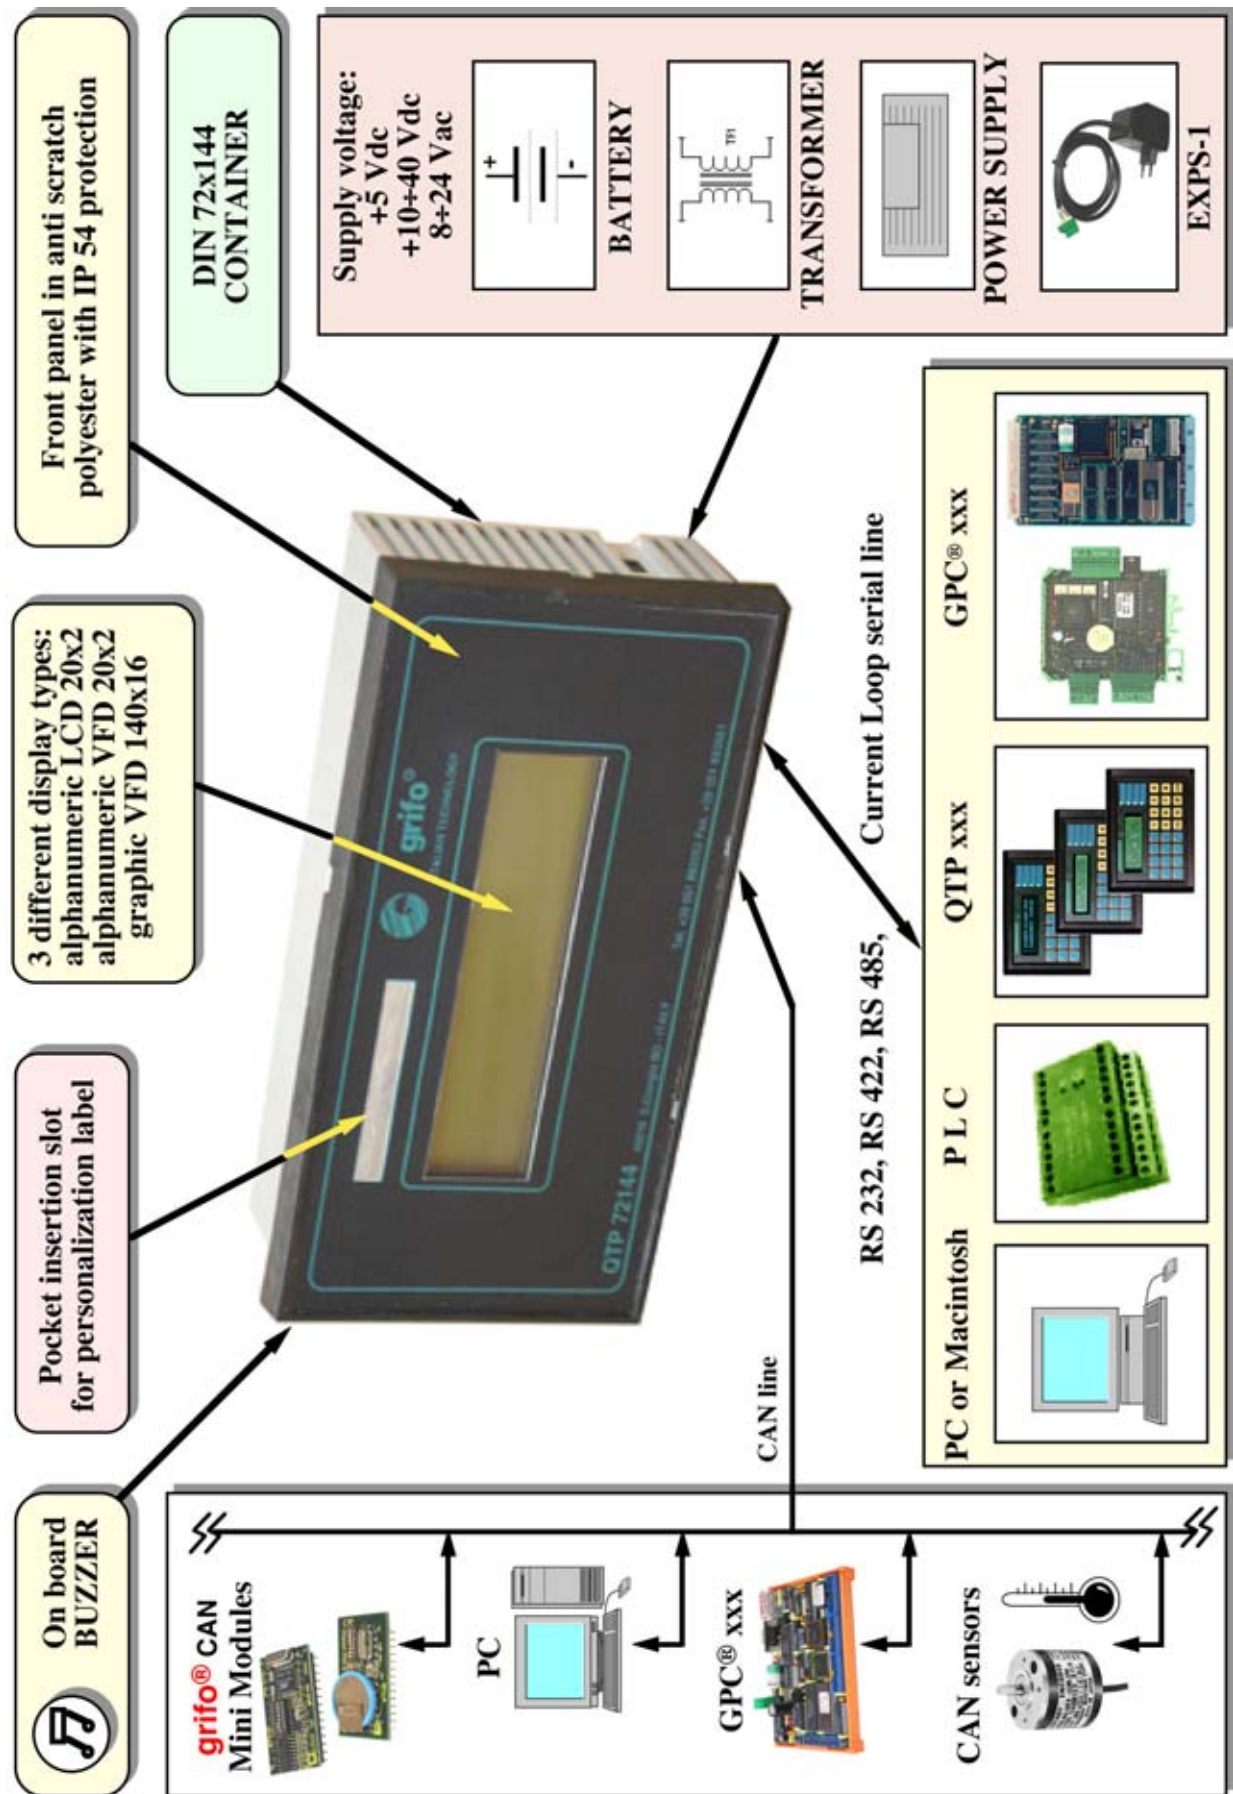 On board
BUZZER
Pocket insertion slot
for personalization label
3 different display types:
alphanumeric LCD 20x2
alphanumeric VFD 20x2
graphic VFD 140x16
Front panel in anti scratch
polyester with IP 54 protection
DIN 72x144
CONTAINER
Supply voltage:
+5 Vdc
+10÷40 Vdc
8÷24 Vac
+
-
BATTERY
TF1
TRANSFORMER
POWER SUPPLY
EXPS-1
grifo®
ITALIAN TECHNOLOGY
QTP 72144
grifo® CAN
Mini Modules
PC
GPC® xxx
CAN sensors
CAN line
RS 232, RS 422, RS 485,
Current Loop serial line
PC or Macintosh
P L C
QTP xxx
GPC® xxx